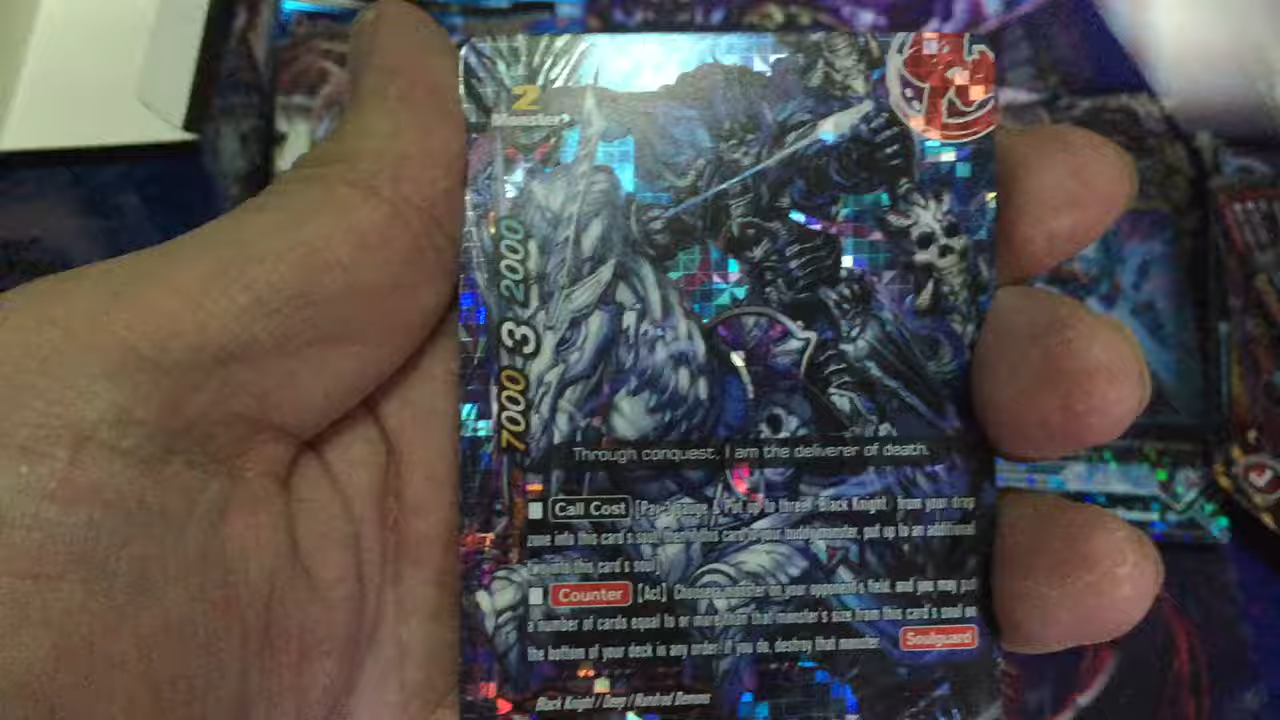 2
Monster
7000 3 2000
Through conquest, I am the deliverer of death.
Call Cost [Pay gauge & Put up to three Black Knight from your drop
zone into this card's soul, then if this card is your buddy monster, put up to an additional
into this card's soul]
Counter [Act] Choose a monster on your opponent's field, and you may put
a number of cards equal to or more than that monster's size from this card's soul on
the bottom of your deck in any order. If you do, destroy that monster. Soulguard
Black Knight / Deep / Hundred Demons